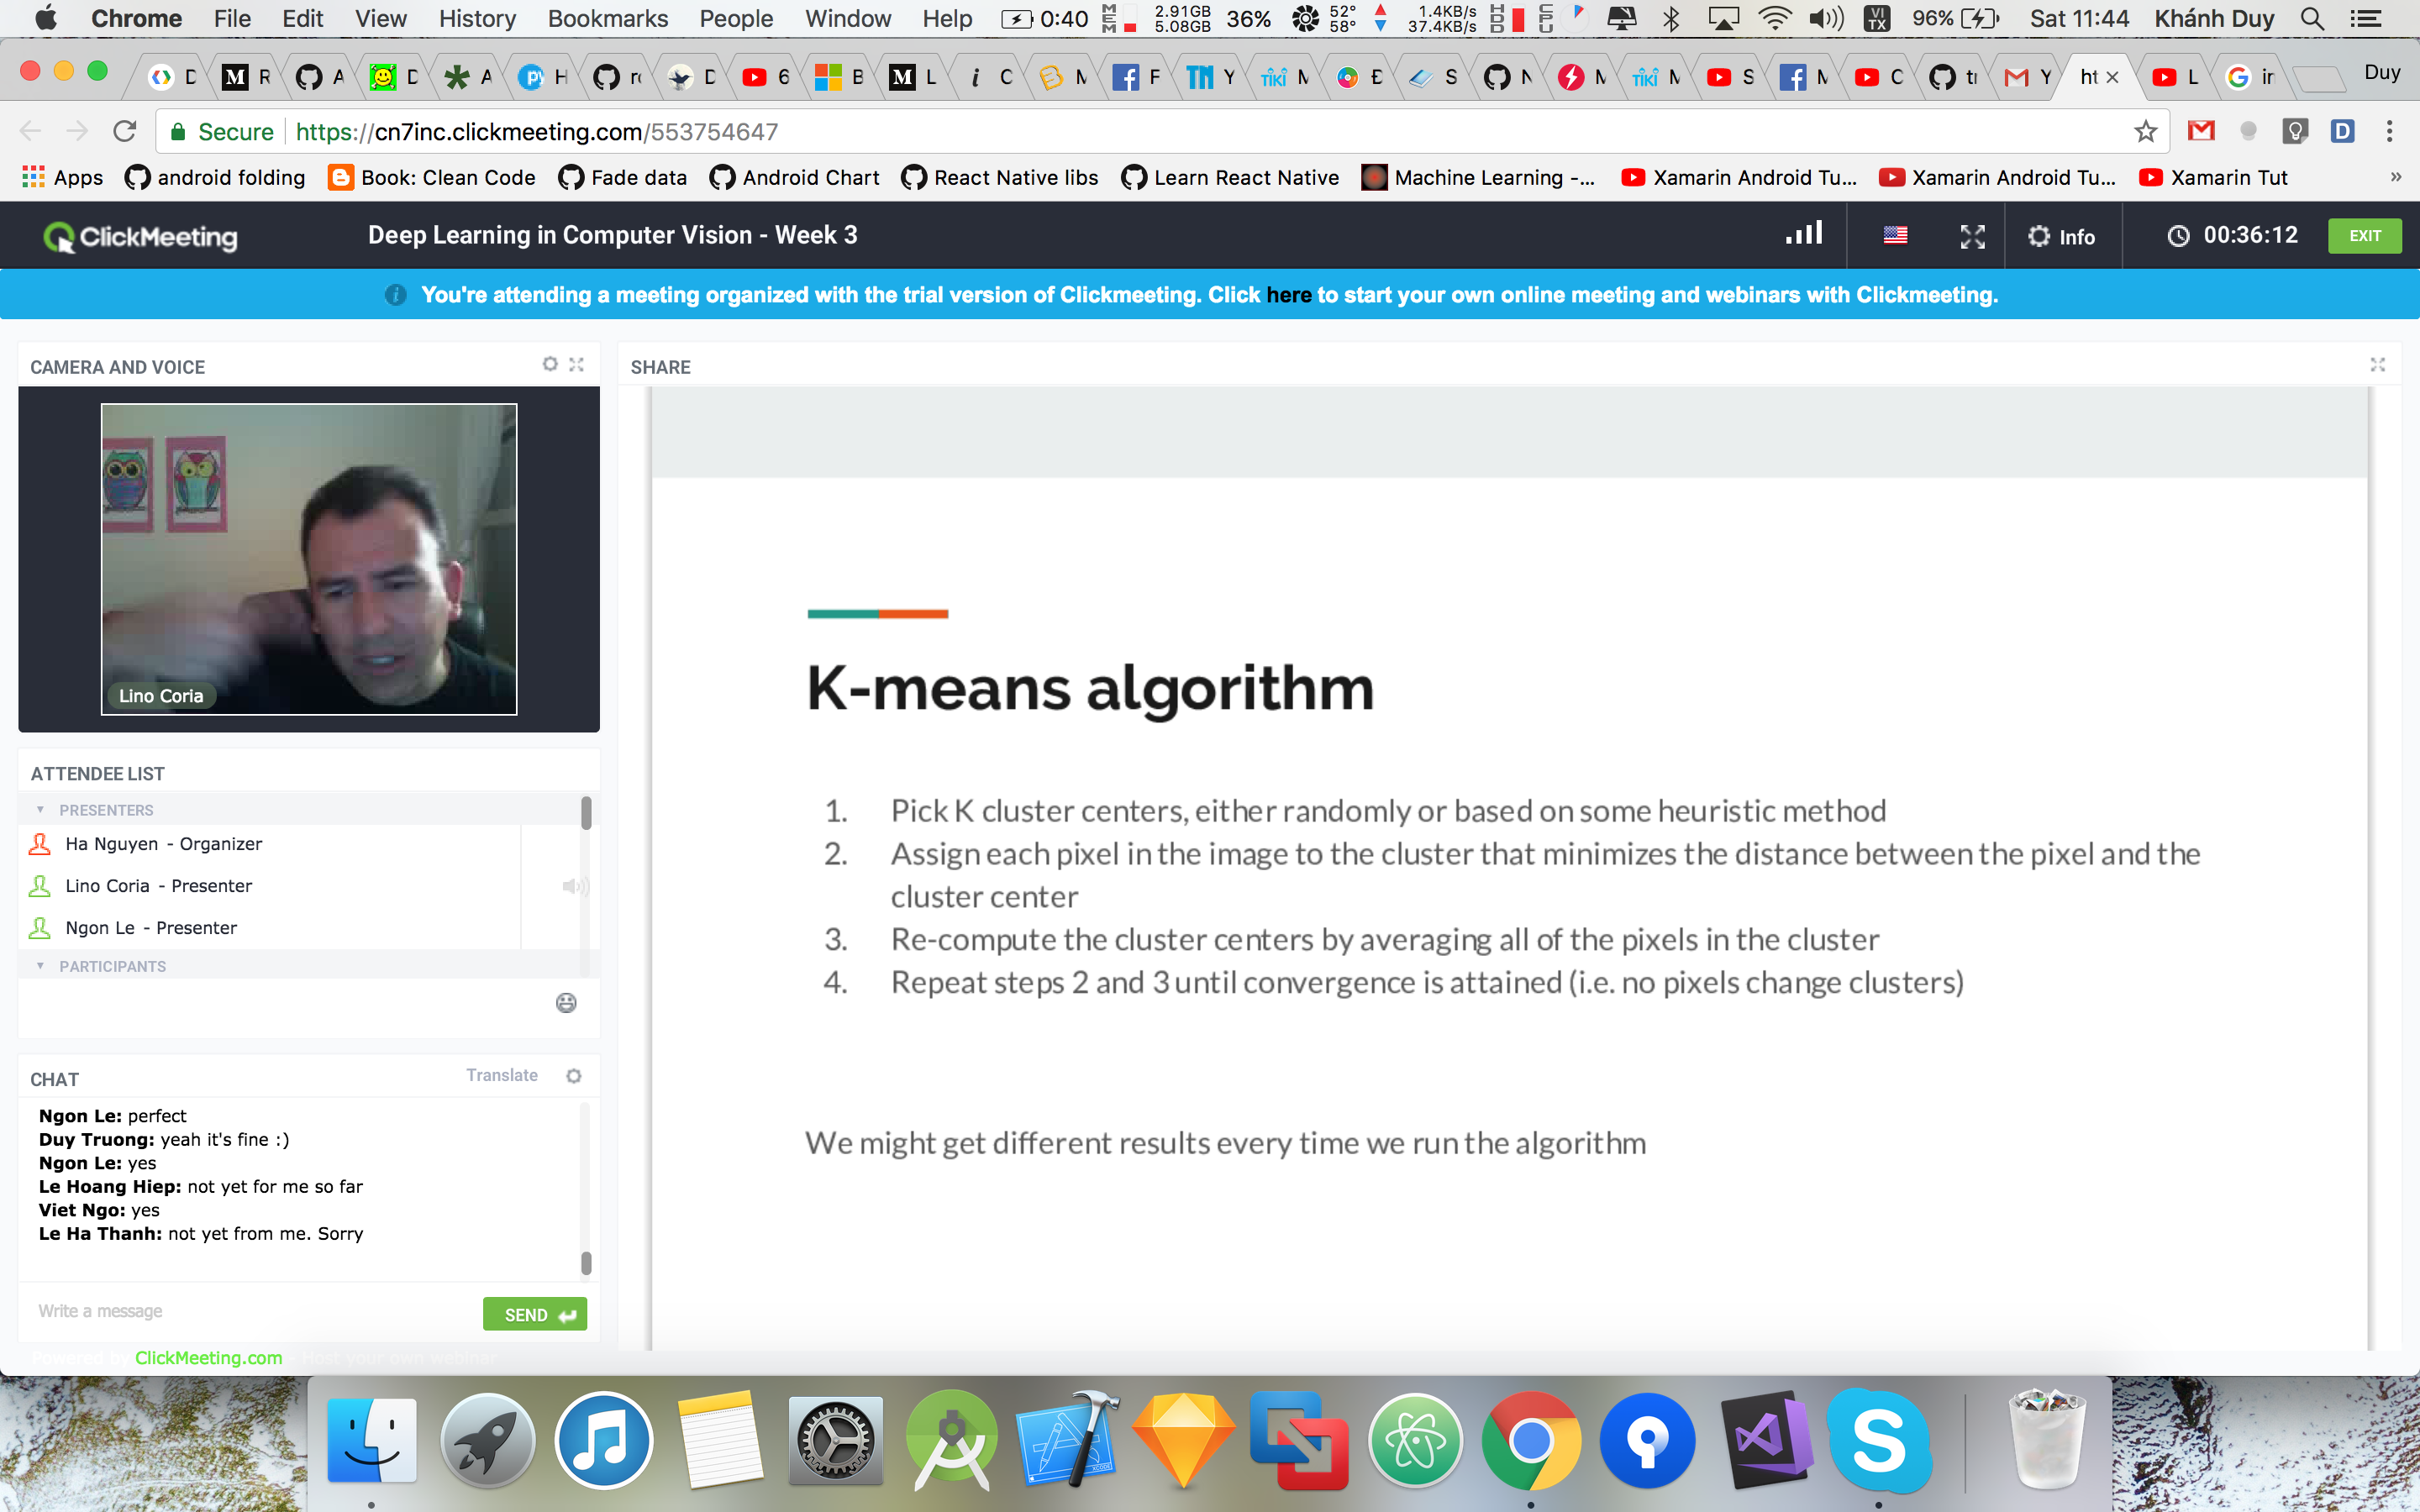 Chrome File Edit View History Bookmarks People Window Help 0:40 MEM 2.91GB 5.08GB 36% 52° 58° 1.4KB/s 37.4KB/s HDD CPU VI TX 96% Sat 11:44 Khánh Duy
D M R A D A py H D 6 B M L i C M F TN Y TIKI M Đ S N M TIKI M S M C Y ht L G Duy
Secure https://cn7inc.clickmeeting.com/553754647 D
Apps android folding Book: Clean Code Fade data Android Chart React Native libs Learn React Native Machine Learning -... Xamarin Android Tu... Xamarin Android Tu... Xamarin Tut »
ClickMeeting Deep Learning in Computer Vision - Week 3 Info 00:36:12 EXIT
You're attending a meeting organized with the trial version of Clickmeeting. Click here to start your own online meeting and webinars with Clickmeeting.
CAMERA AND VOICE
Lino Coria
ATTENDEE LIST
PRESENTERS
Ha Nguyen - Organizer
Lino Coria - Presenter
Ngon Le - Presenter
PARTICIPANTS
CHAT Translate
Ngon Le: perfect
Duy Truong: yeah it's fine :)
Ngon Le: yes
Le Hoang Hiep: not yet for me so far
Viet Ngo: yes
Le Ha Thanh: not yet from me. Sorry
Write a message SEND
Powered by ClickMeeting.com
SHARE
K-means algorithm
1. Pick K cluster centers, either randomly or based on some heuristic method
2. Assign each pixel in the image to the cluster that minimizes the distance between the pixel and the
cluster center
3. Re-compute the cluster centers by averaging all of the pixels in the cluster
4. Repeat steps 2 and 3 until convergence is attained (i.e. no pixels change clusters)
We might get different results every time we run the algorithm